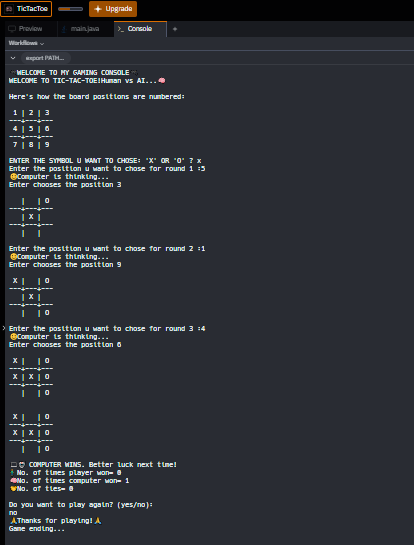 TicTacToe
Upgrade
Preview
main.java
Console
Workflows
export PATH...
WELCOME TO MY GAMING CONSOLE
WELCOME TO TIC-TAC-TOE!Human vs AI...🧠
Here's how the board positions are numbered:
1 | 2 | 3
---+---+---
4 | 5 | 6
---+---+---
7 | 8 | 9
ENTER THE SYMBOL U WANT TO CHOSE: 'X' OR 'O' ? x
Enter the position u want to chose for round 1 :5
Computer is thinking...
Enter chooses the position 3
  |   | O
---+---+---
  | X |
---+---+---
  |   |
Enter the position u want to chose for round 2 :1
Computer is thinking...
Enter chooses the position 9
X |   | O
---+---+---
  | X |
---+---+---
  |   | O
Enter the position u want to chose for round 3 :4
Computer is thinking...
Enter chooses the position 6
X |   | O
---+---+---
X | X | O
---+---+---
  |   | O
X |   | O
---+---+---
X | X | O
---+---+---
  |   | O
COMPUTER WINS. Better luck next time!
No. of times player won= 0
🧠No. of times computer won= 1
No. of ties= 0
Do you want to play again? (yes/no):
no
🙏Thanks for playing!🙏
Game ending...